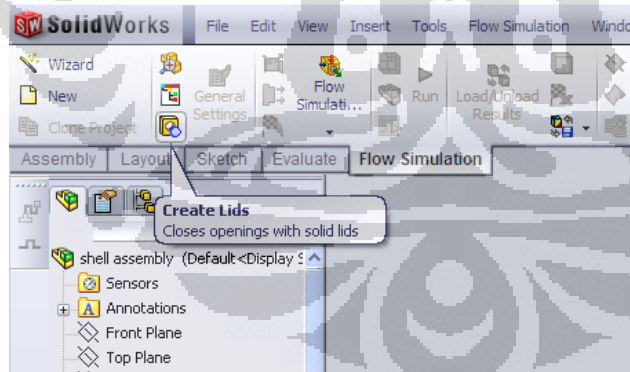 SolidWorks File Edit View Insert Tools Flow Simulation Windo
Wizard
New
Clone Project
General Settings
Flow Simulati...
Run
Load/Unload Results
Assembly Layout Sketch Evaluate Flow Simulation
Create Lids
Closes openings with solid lids
shell assembly (Default<Display S
Sensors
Annotations
Front Plane
Top Plane